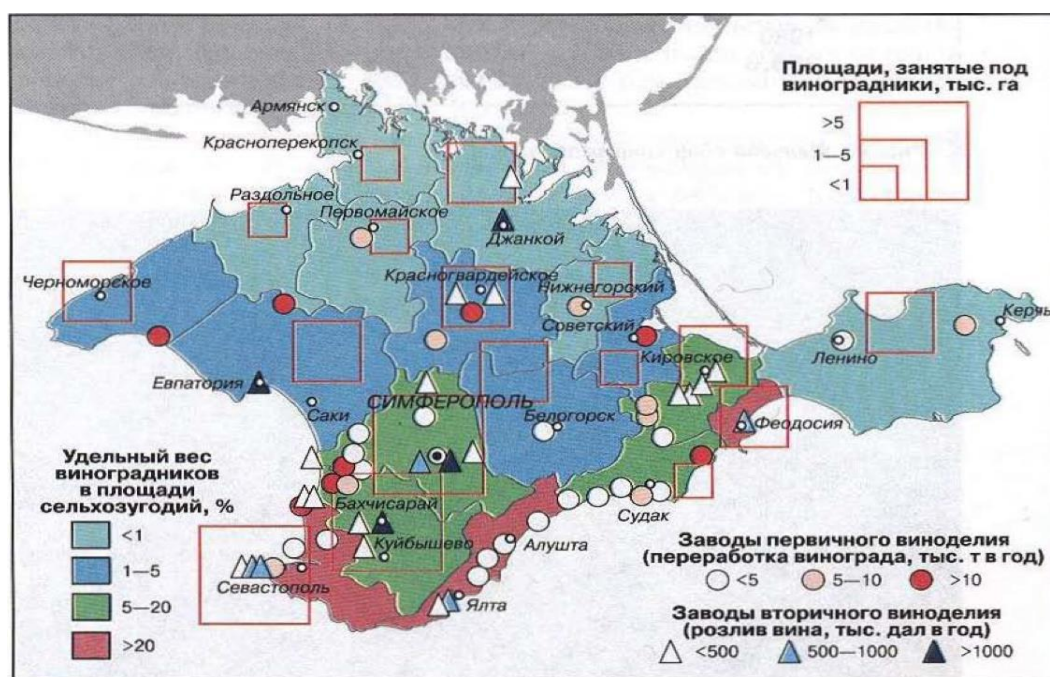 Площади, занятые под
виноградники, тыс. га
>5
1—5
<1
Армянск
Красноперекопск
Раздольное
Первомайское
Джанкой
Черноморское
Красногвардейское
Нижнегорский
Советский
Керчь
Ленино
Кировское
Евпатория
Саки
СИМФЕРОПОЛЬ
Белогорск
Феодосия
Удельный вес
виноградников
в площади
сельхозугодий, %
<1
1—5
5—20
>20
Бахчисарай
Куйбышево
Судак
Алушта
Севастополь
Ялта
Заводы первичного виноделия
(переработка винограда, тыс. т в год)
<5 5—10 >10
Заводы вторичного виноделия
(розлив вина, тыс. дал в год)
<500 500—1000 >1000